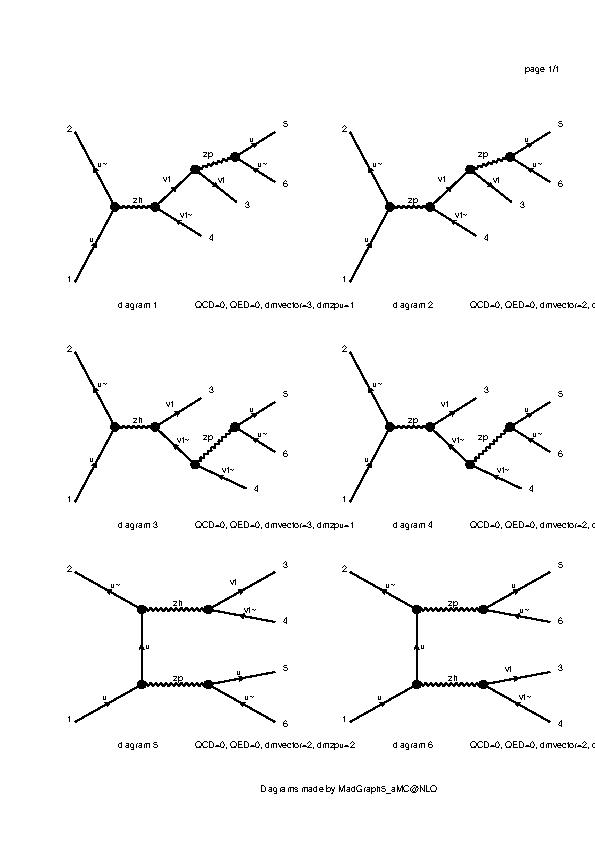 page 1/1
2 5
u~ zp u
u~
v1 v1 6
zh 3
v1~
u 4
1
diagram 1 QCD=0, QED=0, dmvector=3, dmzpu=1
2 5
u~ zp u
u~
v1 v1 6
zp 3
v1~
u 4
1
diagram 2 QCD=0, QED=0, dmvector=2,
2 3 5
u~ v1 u
zh zp u~
v1~ 6
u v1~
1 4
diagram 3 QCD=0, QED=0, dmvector=3, dmzpu=1
2 3 5
u~ v1 u
zp zp u~
v1~ 6
u v1~
1 4
diagram 4 QCD=0, QED=0, dmvector=2,
2 3
u~ zh v1
v1~
4
u
5
zp u
u u~
1 6
diagram 5 QCD=0, QED=0, dmvector=2, dmzpu=2
2 5
u~ zp u
u~
6
u
3
zh v1
u v1~
1 4
diagram 6 QCD=0, QED=0, dmvector=2,
Diagrams made by MadGraph5_aMC@NLO